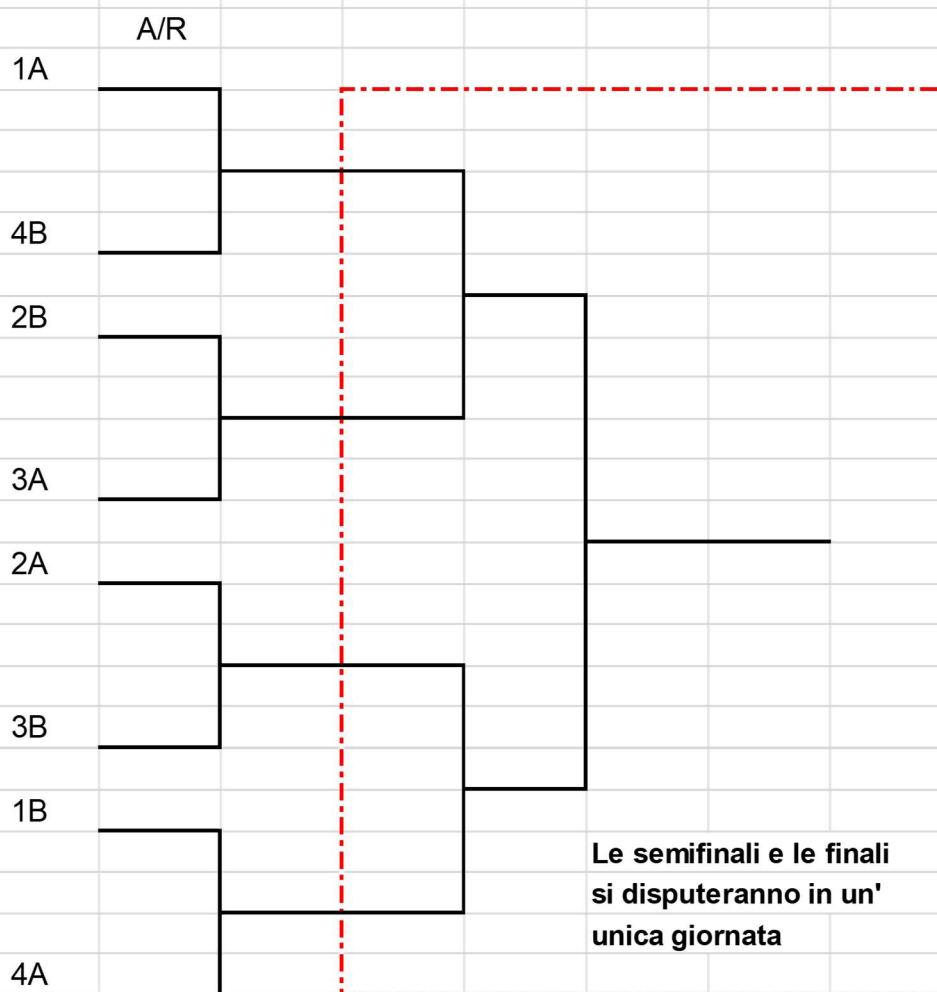 A/R
1A
4B
2B
3A
2A
3B
1B
Le semifinali e le finali
si disputeranno in un'
unica giornata
4A